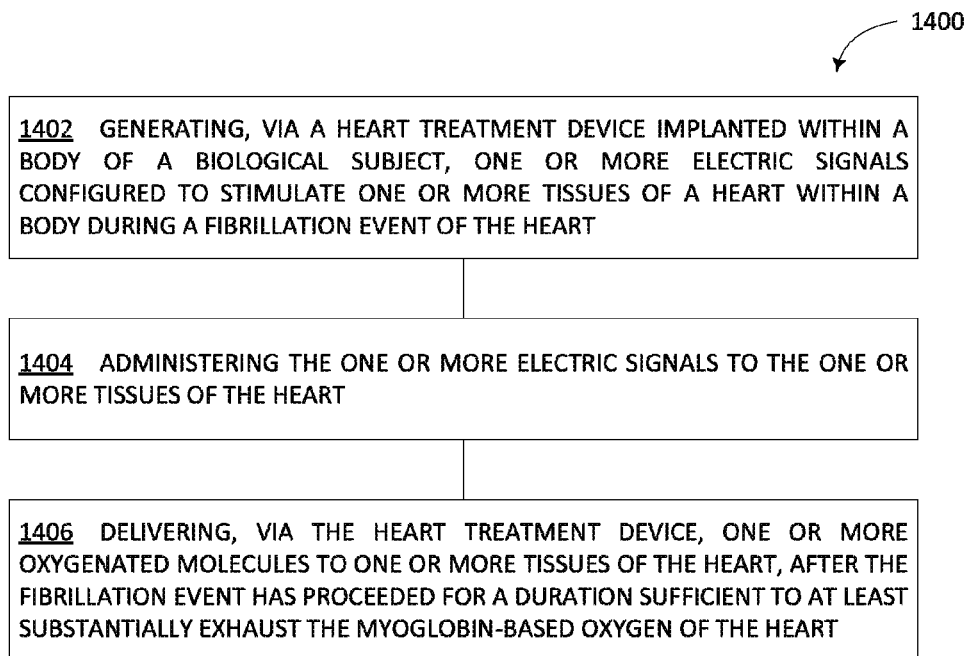 1400
1402 GENERATING, VIA A HEART TREATMENT DEVICE IMPLANTED WITHIN A
BODY OF A BIOLOGICAL SUBJECT, ONE OR MORE ELECTRIC SIGNALS
CONFIGURED TO STIMULATE ONE OR MORE TISSUES OF A HEART WITHIN A
BODY DURING A FIBRILLATION EVENT OF THE HEART
1404 ADMINISTERING THE ONE OR MORE ELECTRIC SIGNALS TO THE ONE OR
MORE TISSUES OF THE HEART
1406 DELIVERING, VIA THE HEART TREATMENT DEVICE, ONE OR MORE
OXYGENATED MOLECULES TO ONE OR MORE TISSUES OF THE HEART, AFTER THE
FIBRILLATION EVENT HAS PROCEEDED FOR A DURATION SUFFICIENT TO AT LEAST
SUBSTANTIALLY EXHAUST THE MYOGLOBIN-BASED OXYGEN OF THE HEART